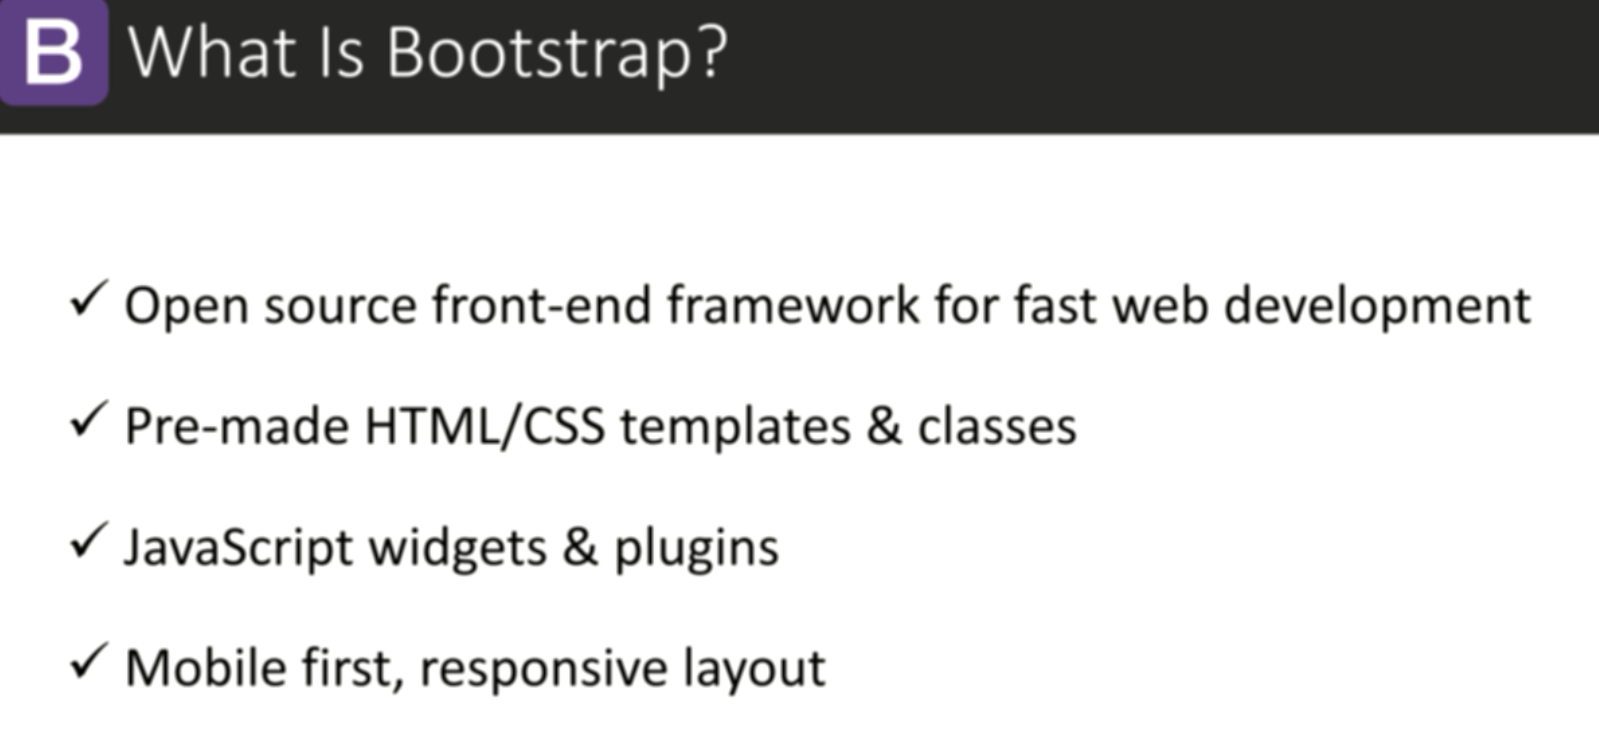 B What Is Bootstrap?
✓ Open source front-end framework for fast web development
✓ Pre-made HTML/CSS templates & classes
✓ JavaScript widgets & plugins
✓ Mobile first, responsive layout